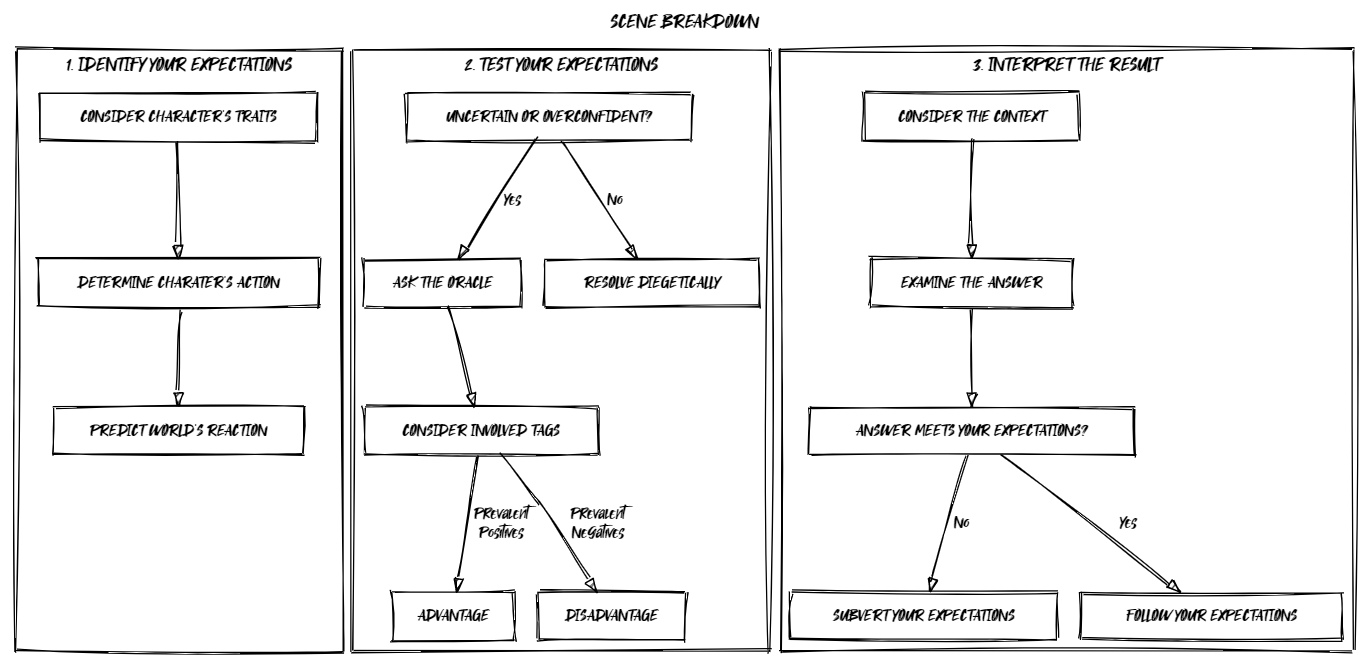 SCENE BREAKDOWN
1. IDENTIFY YOUR EXPECTATIONS
CONSIDER CHARACTER'S TRAITS
DETERMINE CHARATER'S ACTION
PREDICT WORLD'S REACTION
2. TEST YOUR EXPECTATIONS
UNCERTAIN OR OVERCONFIDENT?
Yes
No
ASK THE ORACLE
RESOLVE DIEGETICALLY
CONSIDER INVOLVED TAGS
Prevalent
Positives
Prevalent
Negatives
ADVANTAGE
DISADVANTAGE
3. INTERPRET THE RESULT
CONSIDER THE CONTEXT
EXAMINE THE ANSWER
ANSWER MEETS YOUR EXPECTATIONS?
No
Yes
SUBVERT YOUR EXPECTATIONS
FOLLOW YOUR EXPECTATIONS